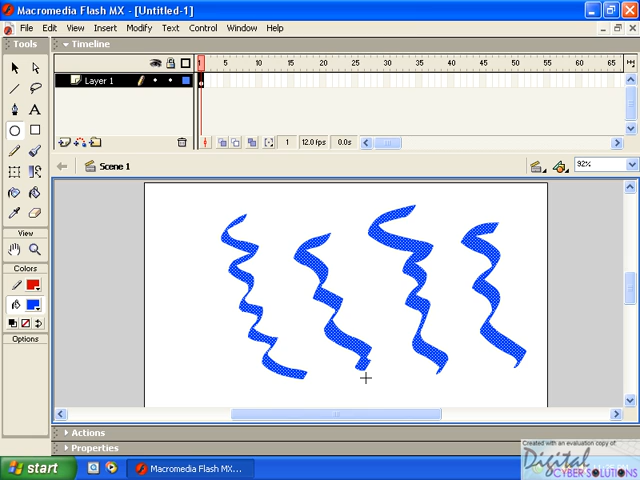 Macromedia Flash MX - [Untitled-1]
File Edit View Insert Modify Text Control Window Help
Tools
Timeline
1 5 10 15 20 25 30 35 40 45 50 55 60 65
Layer 1
1 12.0 fps 0.0s
Scene 1
92%
View
Colors
Options
Actions
Properties
Created with an evaluation copy of
Digital
CYBER SOLUTIONS
start
Macromedia Flash MX...